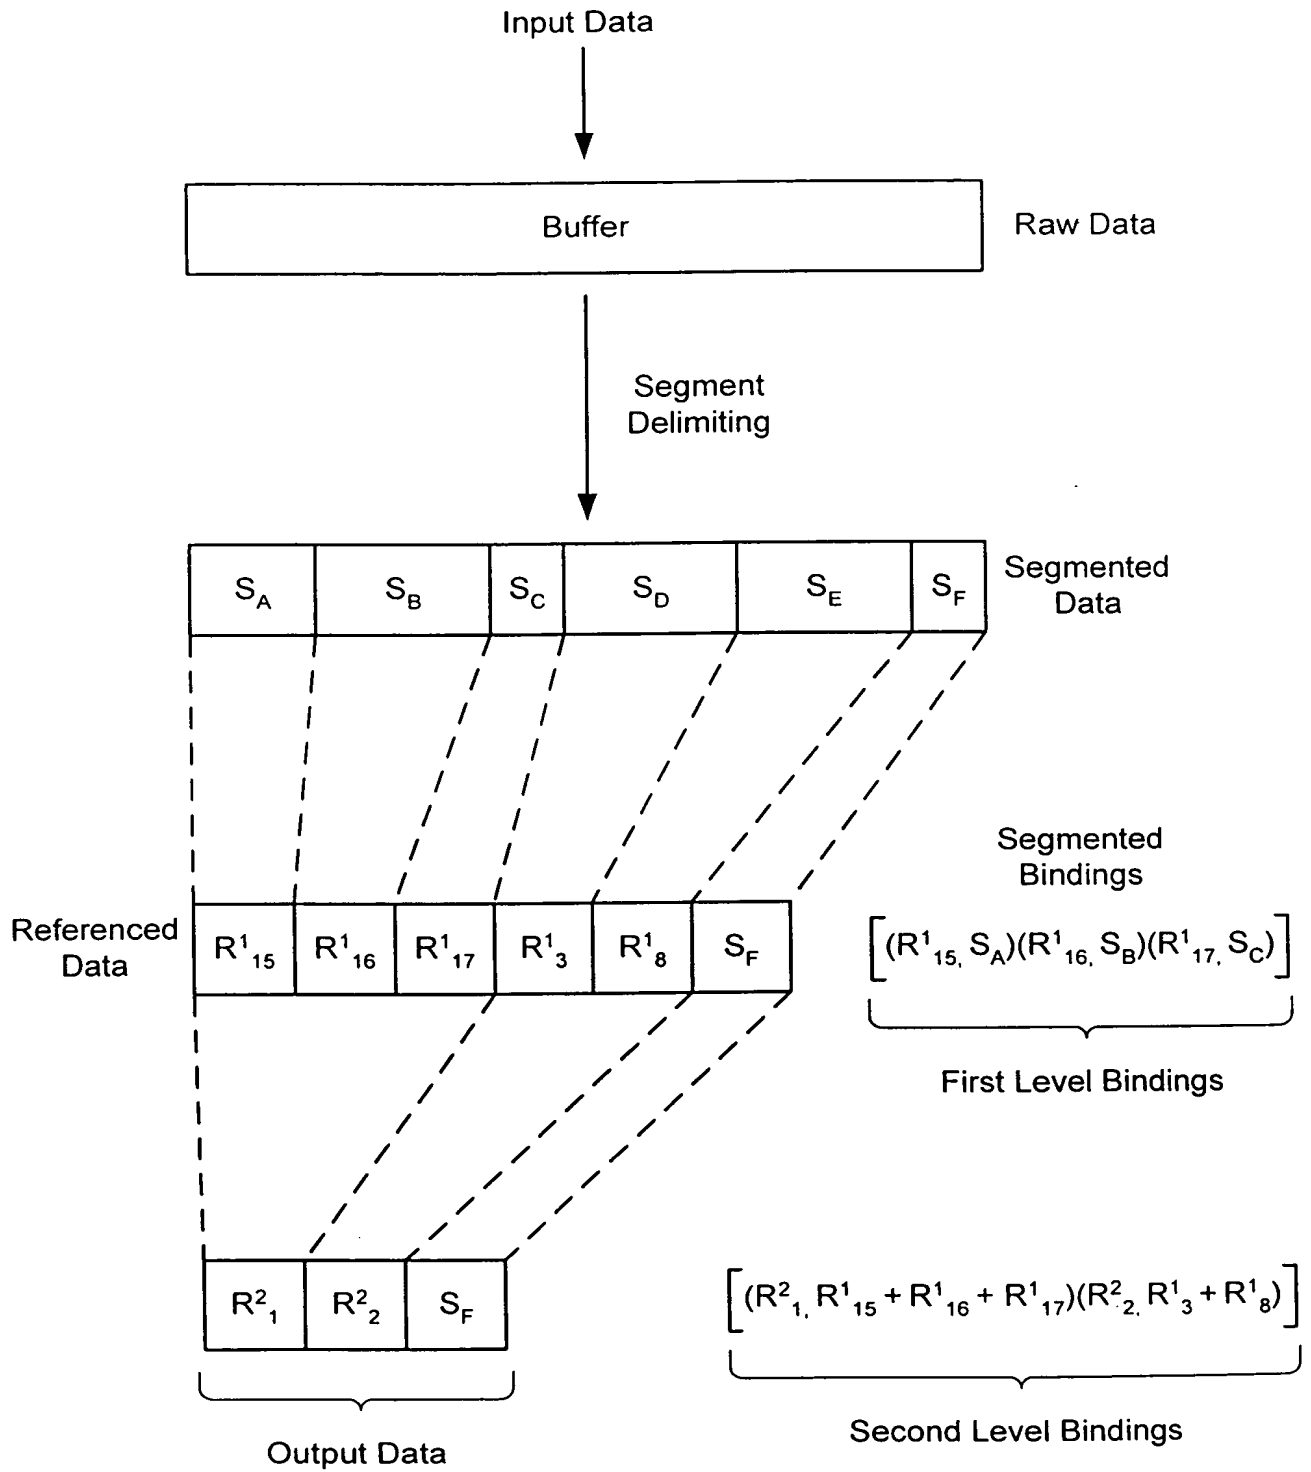 Input Data
Buffer
Raw Data
Segment
Delimiting
S_A S_B S_C S_D S_E S_F
Segmented
Data
Segmented
Bindings
Referenced
Data
R^1_15 R^1_16 R^1_17 R^1_3 R^1_8 S_F
[(R^1_15, S_A)(R^1_16, S_B)(R^1_17, S_C)]
First Level Bindings
R^2_1 R^2_2 S_F
[(R^2_1, R^1_15 + R^1_16 + R^1_17)(R^2_2, R^1_3 + R^1_8)]
Output Data
Second Level Bindings